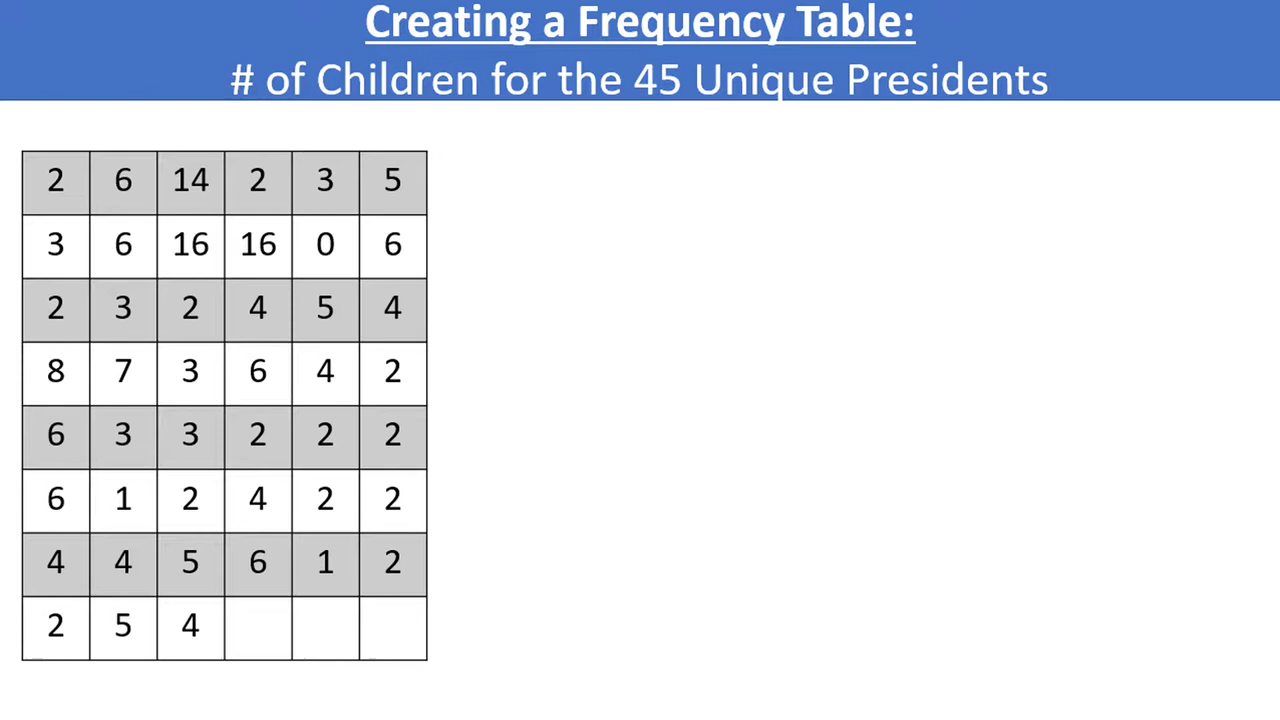 Creating a Frequency Table:
# of Children for the 45 Unique Presidents
2 6 14 2 3 5
3 6 16 16 0 6
2 3 2 4 5 4
8 7 3 6 4 2
6 3 3 2 2 2
6 1 2 4 2 2
4 4 5 6 1 2
2 5 4